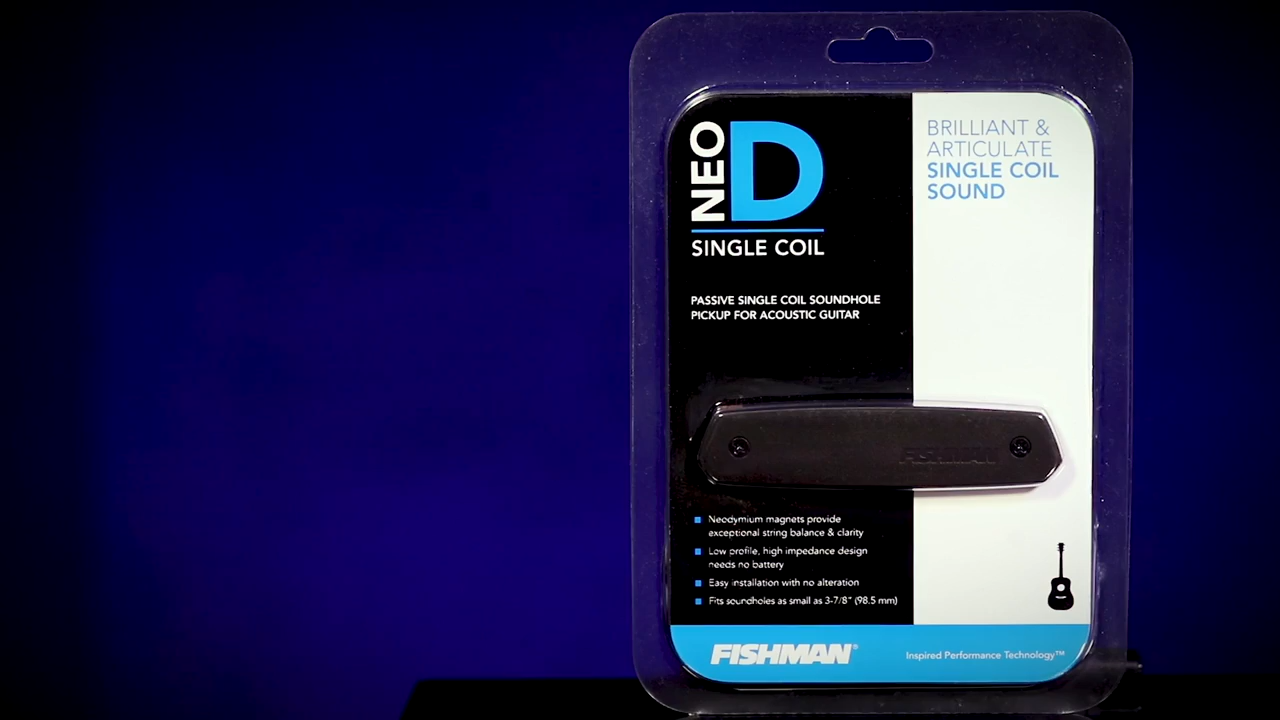 NEO D
SINGLE COIL
BRILLIANT &
ARTICULATE
SINGLE COIL
SOUND
PASSIVE SINGLE COIL SOUNDHOLE
PICKUP FOR ACOUSTIC GUITAR
FISHMAN
Neodymium magnets provide
exceptional string balance & clarity
Low profile, high impedance design
needs no battery
Easy installation with no alteration
Fits soundholes as small as 3-7/8" (98.5 mm)
FISHMAN®
Inspired Performance Technology™